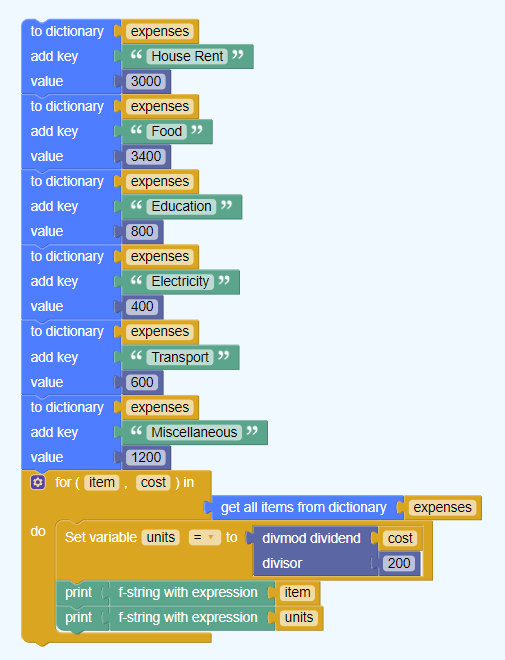 to dictionary expenses
add key “ House Rent ”
value 3000
to dictionary expenses
add key “ Food ”
value 3400
to dictionary expenses
add key “ Education ”
value 800
to dictionary expenses
add key “ Electricity ”
value 400
to dictionary expenses
add key “ Transport ”
value 600
to dictionary expenses
add key “ Miscellaneous ”
value 1200
for ( item , cost ) in
get all items from dictionary expenses
do Set variable units = to divmod dividend cost
divisor 200
print f-string with expression item
print f-string with expression units